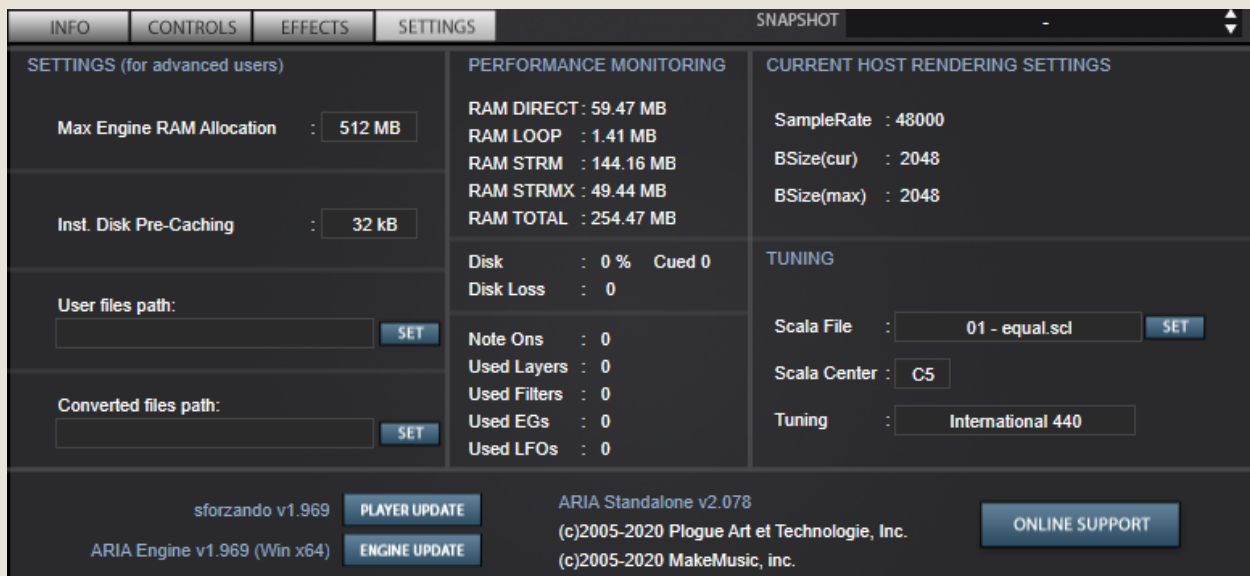 INFO CONTROLS EFFECTS SETTINGS SNAPSHOT -
SETTINGS (for advanced users)
Max Engine RAM Allocation : 512 MB
Inst. Disk Pre-Caching : 32 kB
User files path:
SET
Converted files path:
SET
PERFORMANCE MONITORING
RAM DIRECT : 59.47 MB
RAM LOOP : 1.41 MB
RAM STRM : 144.16 MB
RAM STRMX : 49.44 MB
RAM TOTAL : 254.47 MB
Disk : 0 % Cued 0
Disk Loss : 0
Note Ons : 0
Used Layers : 0
Used Filters : 0
Used EGs : 0
Used LFOs : 0
CURRENT HOST RENDERING SETTINGS
SampleRate : 48000
BSize(cur) : 2048
BSize(max) : 2048
TUNING
Scala File : 01 - equal.scl SET
Scala Center : C5
Tuning : International 440
sforzando v1.969 PLAYER UPDATE
ARIA Engine v1.969 (Win x64) ENGINE UPDATE
ARIA Standalone v2.078
(c)2005-2020 Plogue Art et Technologie, Inc.
(c)2005-2020 MakeMusic, inc.
ONLINE SUPPORT